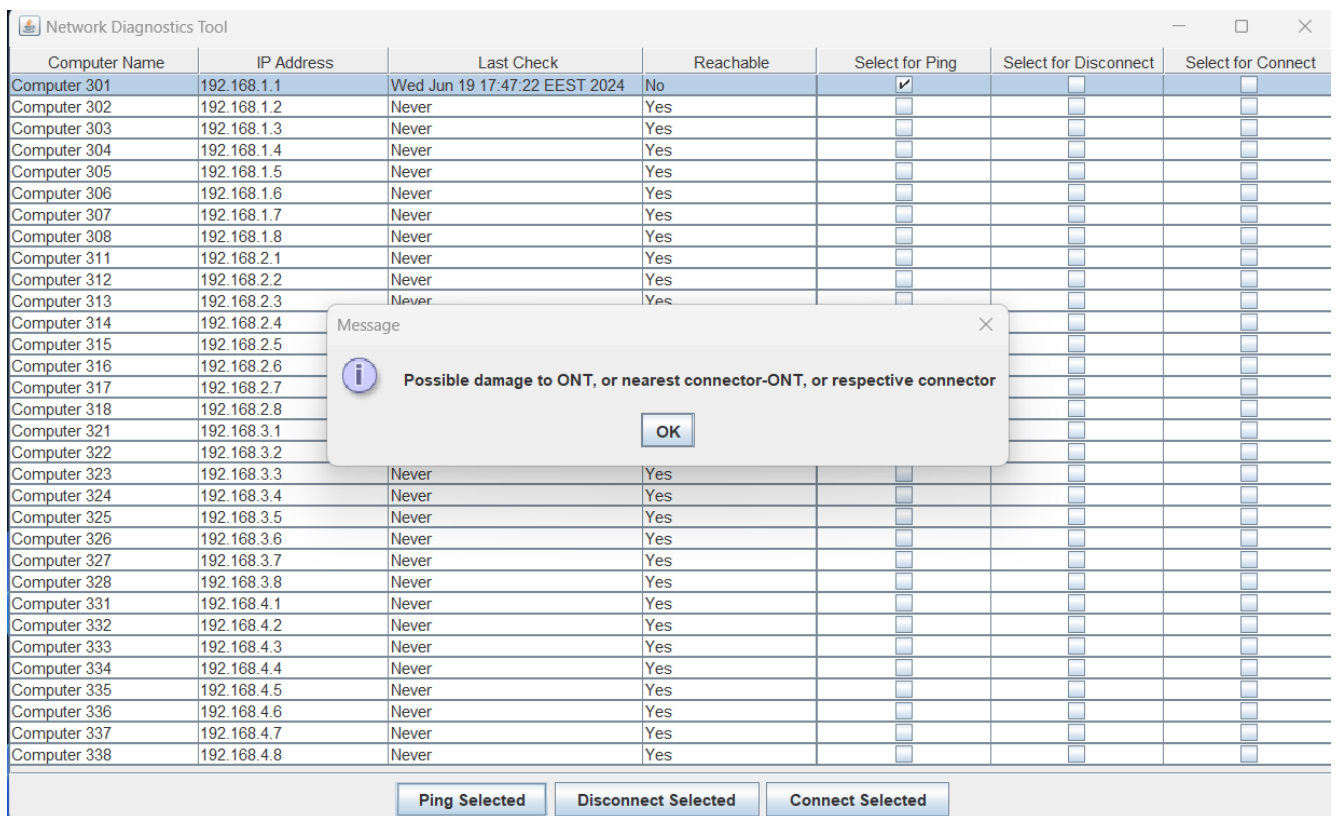 Network Diagnostics Tool
Computer Name IP Address Last Check Reachable Select for Ping Select for Disconnect Select for Connect
Computer 301 192.168.1.1 Wed Jun 19 17:47:22 EEST 2024 No
Computer 302 192.168.1.2 Never Yes
Computer 303 192.168.1.3 Never Yes
Computer 304 192.168.1.4 Never Yes
Computer 305 192.168.1.5 Never Yes
Computer 306 192.168.1.6 Never Yes
Computer 307 192.168.1.7 Never Yes
Computer 308 192.168.1.8 Never Yes
Computer 311 192.168.2.1 Never Yes
Computer 312 192.168.2.2 Never Yes
Computer 313 192.168.2.3 Never Yes
Computer 314 192.168.2.4
Computer 315 192.168.2.5
Computer 316 192.168.2.6
Computer 317 192.168.2.7
Computer 318 192.168.2.8
Computer 321 192.168.3.1
Computer 322 192.168.3.2
Message
Possible damage to ONT, or nearest connector-ONT, or respective connector
OK
Computer 323 192.168.3.3 Never Yes
Computer 324 192.168.3.4 Never Yes
Computer 325 192.168.3.5 Never Yes
Computer 326 192.168.3.6 Never Yes
Computer 327 192.168.3.7 Never Yes
Computer 328 192.168.3.8 Never Yes
Computer 331 192.168.4.1 Never Yes
Computer 332 192.168.4.2 Never Yes
Computer 333 192.168.4.3 Never Yes
Computer 334 192.168.4.4 Never Yes
Computer 335 192.168.4.5 Never Yes
Computer 336 192.168.4.6 Never Yes
Computer 337 192.168.4.7 Never Yes
Computer 338 192.168.4.8 Never Yes
Ping Selected Disconnect Selected Connect Selected